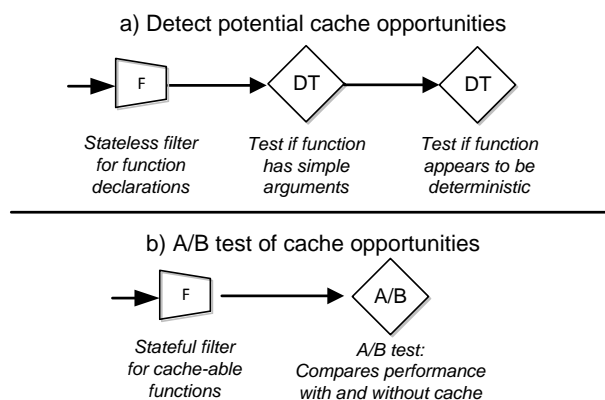 a) Detect potential cache opportunities
F
DT
DT
Stateless filter
for function
declarations
Test if function
has simple
arguments
Test if function
appears to be
deterministic
b) A/B test of cache opportunities
F
A/B
Stateful filter
for cache-able
functions
A/B test:
Compares performance
with and without cache